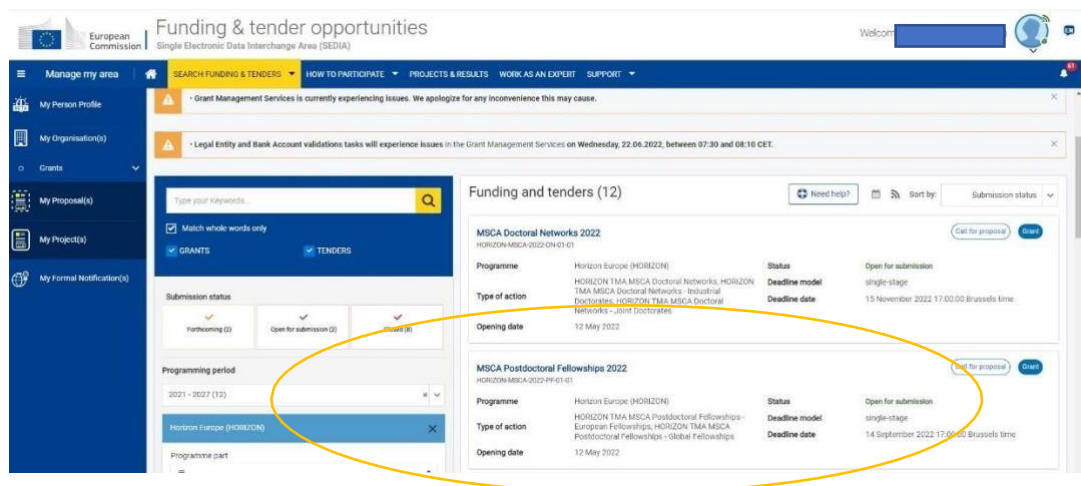 European
Commission
Funding & tender opportunities
Single Electronic Data Interchange Area (SEDIA)
Welcom
Manage my area
SEARCH FUNDING & TENDERS
HOW TO PARTICIPATE
PROJECTS & RESULTS
WORK AS AN EXPERT
SUPPORT
61
My Person Profile
My Organisation(s)
Grants
My Proposal(s)
My Project(s)
My Formal Notification(s)
· Grant Management Services is currently experiencing issues. We apologize for any inconvenience this may cause.
· Legal Entity and Bank Account validations tasks will experience issues in the Grant Management Services on Wednesday, 22.06.2022, between 07:30 and 08:10 CET.
Type your Keywords...
Match whole words only
GRANTS
TENDERS
Submission status
Forthcoming (2)
Open for submission (2)
Closed (8)
Programming period
2021 - 2027 (12)
Horizon Europe (HORIZON)
Programme part
Funding and tenders (12)
Need help?
Sort by:
Submission status
MSCA Doctoral Networks 2022
HORIZON-MSCA-2022-DN-01-01
Call for proposal
Grant
Programme
Horizon Europe (HORIZON)
Status
Open for submission
Type of action
HORIZON TMA MSCA Doctoral Networks, HORIZON
TMA MSCA Doctoral Networks - Industrial
Doctorates, HORIZON TMA MSCA Doctoral
Networks - Joint Doctorates
Deadline model
single-stage
Deadline date
15 November 2022 17:00:00 Brussels time
Opening date
12 May 2022
MSCA Postdoctoral Fellowships 2022
HORIZON-MSCA-2022-PF-01-01
Call for proposal
Grant
Programme
Horizon Europe (HORIZON)
Status
Open for submission
Type of action
HORIZON TMA MSCA Postdoctoral Fellowships -
European Fellowships, HORIZON TMA MSCA
Postdoctoral Fellowships - Global Fellowships
Deadline model
single-stage
Deadline date
14 September 2022 17:00:00 Brussels time
Opening date
12 May 2022